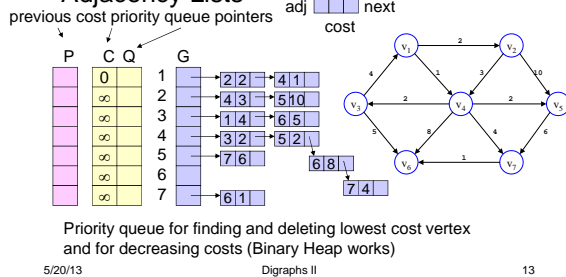 Adjacency Lists
adj next
previous cost priority queue pointers
cost
P C Q G
0 1 2 2 4 1
∞ 2 4 3 5 10
∞ 3 1 4 6 5
∞ 4 3 2 5 2
∞ 5 7 6 6 8
∞ 6 7 4
∞ 7 6 1
v1 2 v2
4 1 3 10
v3 2 v4 2 v5
5 8 4 6
v6 1 v7
Priority queue for finding and deleting lowest cost vertex
and for decreasing costs (Binary Heap works)
5/20/13 Digraphs II 13